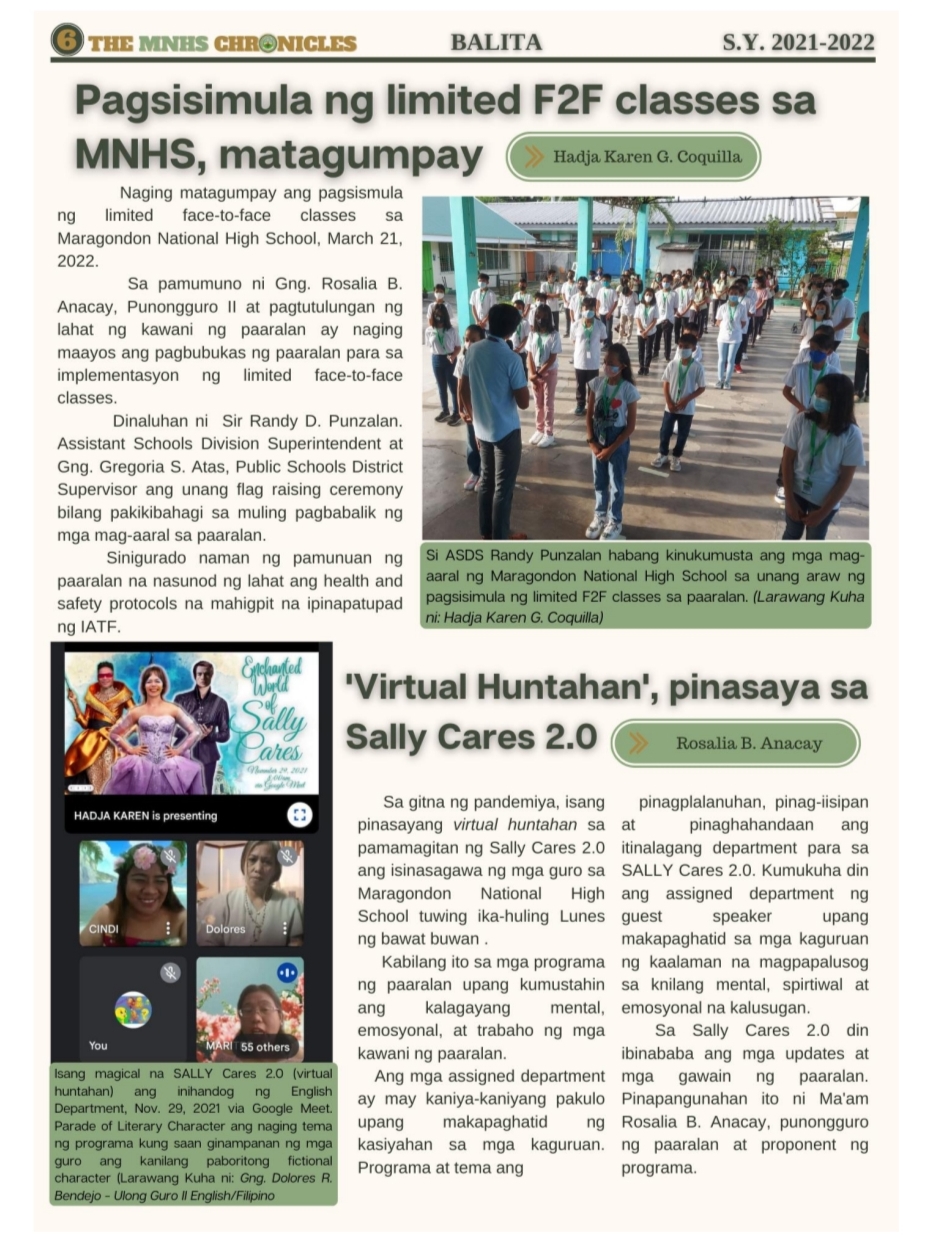 6 THE MNHS CHRONICLES
BALITA
S.Y. 2021-2022
Pagsisimula ng limited F2F classes sa
MNHS, matagumpay
Hadja Karen G. Coquilla
Naging matagumpay ang pagsismula
ng limited face-to-face classes sa
Maragondon National High School, March 21,
2022.
Sa pamumuno ni Gng. Rosalia B.
Anacay, Punongguro II at pagtutulungan ng
lahat ng kawani ng paaralan ay naging
maayos ang pagbubukas ng paaralan para sa
implementasyon ng limited face-to-face
classes.
Dinaluhan ni Sir Randy D. Punzalan.
Assistant Schools Division Superintendent at
Gng. Gregoria S. Atas, Public Schools District
Supervisor ang unang flag raising ceremony
bilang pakikibahagi sa muling pagbabalik ng
mga mag-aaral sa paaralan.
Sinigurado naman ng pamunuan ng
paaralan na nasunod ng lahat ang health and
safety protocols na mahigpit na ipinapatupad
ng IATF.
Si ASDS Randy Punzalan habang kinukumusta ang mga mag-
aaral ng Maragondon National High School sa unang araw ng
pagsisimula ng limited F2F classes sa paaralan. (Larawang Kuha
ni: Hadja Karen G. Coquilla)
Enchanted
World
of
Sally
Cares
November 29, 2021
via Google Meet
HADJA KAREN is presenting
CINDI
Dolores
You
MARI
55 others
Isang magical na SALLY Cares 2.0 (virtual
huntahan) ang inihandog ng English
Department, Nov. 29, 2021 via Google Meet.
Parade of Literary Character ang naging tema
ng programa kung saan ginampanan ng mga
guro ang kanilang paboritong fictional
character (Larawang Kuha ni: Gng. Dolores R.
Bendejo - Ulong Guro II English/Filipino
'Virtual Huntahan', pinasaya sa
Sally Cares 2.0
Rosalia B. Anacay
Sa gitna ng pandemiya, isang
pinasayang virtual huntahan sa
pamamagitan ng Sally Cares 2.0
ang isinasagawa ng mga guro sa
Maragondon National High
School tuwing ika-huling Lunes
ng bawat buwan .
Kabilang ito sa mga programa
ng paaralan upang kumustahin
ang kalagayang mental,
emosyonal, at trabaho ng mga
kawani ng paaralan.
Ang mga assigned department
ay may kaniya-kaniyang pakulo
upang makapaghatid ng
kasiyahan sa mga kaguruan.
Programa at tema ang
pinagplalanuhan, pinag-iisipan
at pinaghahandaan ang
itinalagang department para sa
SALLY Cares 2.0. Kumukuha din
ang assigned department ng
guest speaker upang
makapaghatid sa mga kaguruan
ng kaalaman na magpapalusog
sa knilang mental, spirtiwal at
emosyonal na kalusugan.
Sa Sally Cares 2.0 din
ibinababa ang mga updates at
mga gawain ng paaralan.
Pinapangunahan ito ni Ma'am
Rosalia B. Anacay, punongguro
ng paaralan at proponent ng
programa.